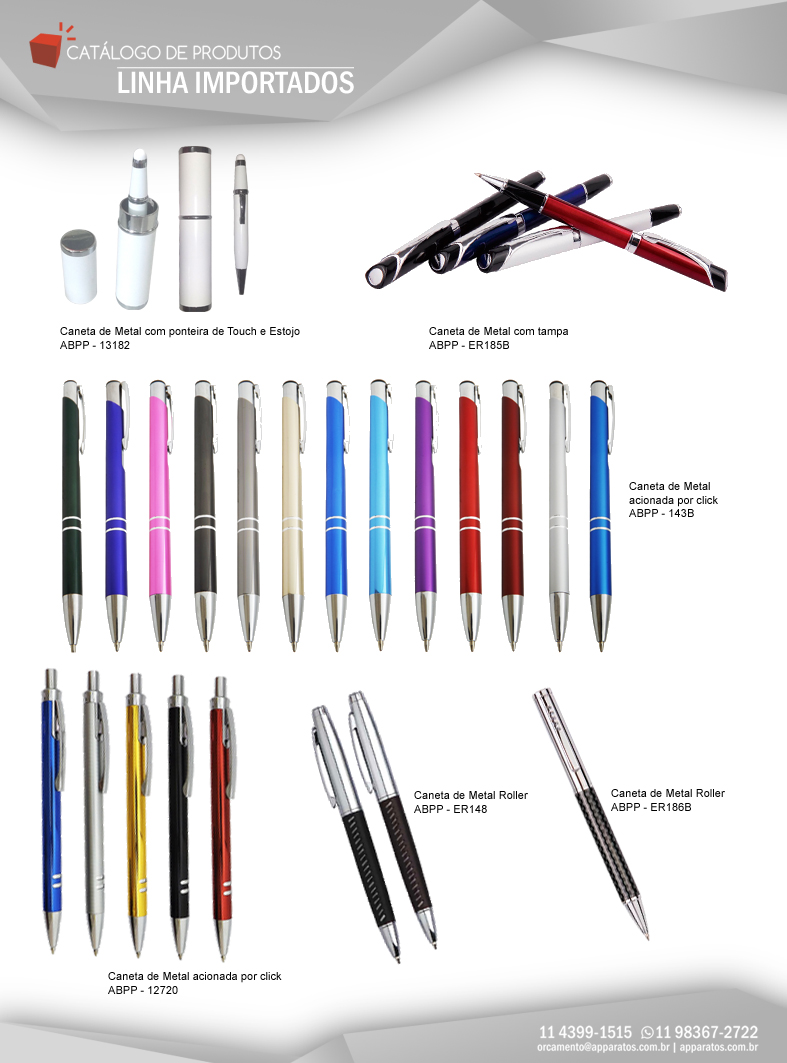 CATÁLOGO DE PRODUTOS
LINHA IMPORTADOS
Caneta de Metal com ponteira de Touch e Estojo
ABPP - 13182
Caneta de Metal com tampa
ABPP - ER185B
Caneta de Metal
acionada por click
ABPP - 143B
Caneta de Metal Roller
ABPP - ER148
Caneta de Metal Roller
ABPP - ER186B
Caneta de Metal acionada por click
ABPP - 12720
11 4399-1515 11 98367-2722
orcamento@apparatos.com.br | apparatos.com.br